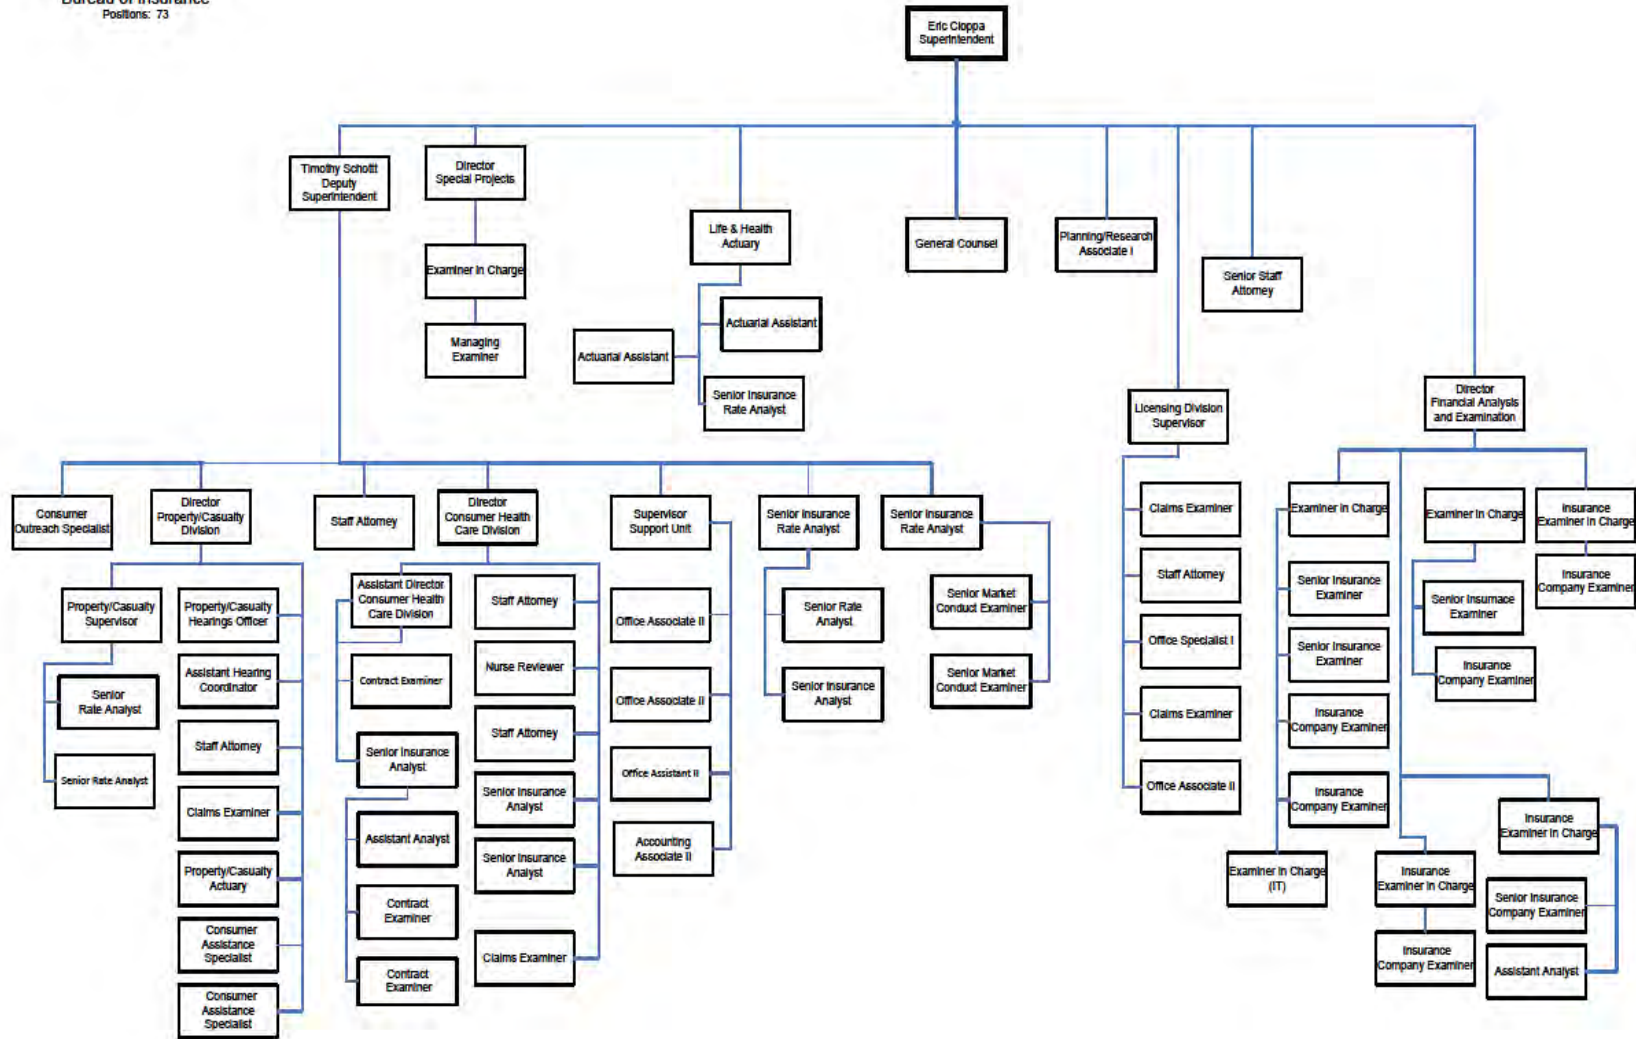 Bureau of Insurance
Positions: 73
Eric Cioppa
Superintendent
Timothy Schott
Deputy
Superintendent
Director
Special Projects
Examiner In Charge
Managing
Examiner
Life & Health
Actuary
Actuarial Assistant
Actuarial Assistant
Senior Insurance
Rate Analyst
General Counsel
Planning/Research
Associate I
Senior Staff
Attorney
Licensing Division
Supervisor
Director
Financial Analysis
and Examination
Consumer
Outreach Specialist
Director
Property/Casualty
Division
Staff Attorney
Director
Consumer Health
Care Division
Supervisor
Support Unit
Senior Insurance
Rate Analyst
Senior Insurance
Rate Analyst
Property/Casualty
Supervisor
Senior
Rate Analyst
Senior Rate Analyst
Property/Casualty
Hearings Officer
Assistant Hearing
Coordinator
Staff Attorney
Claims Examiner
Property/Casualty
Actuary
Consumer
Assistance
Specialist
Consumer
Assistance
Specialist
Assistant Director
Consumer Health
Care Division
Contract Examiner
Senior Insurance
Analyst
Assistant Analyst
Contract
Examiner
Contract
Examiner
Staff Attorney
Nurse Reviewer
Staff Attorney
Senior Insurance
Analyst
Senior Insurance
Analyst
Claims Examiner
Office Associate II
Office Associate II
Office Assistant II
Accounting
Associate II
Senior Rate
Analyst
Senior Insurance
Analyst
Senior Market
Conduct Examiner
Senior Market
Conduct Examiner
Claims Examiner
Staff Attorney
Office Specialist I
Claims Examiner
Office Associate II
Examiner In Charge
Senior Insurance
Examiner
Senior Insurance
Examiner
Insurance
Company Examiner
Insurance
Company Examiner
Examiner In Charge
(IT)
Examiner In Charge
Senior Insurnace
Examiner
Insurance
Company Examiner
Insurance
Examiner In Charge
Insurance
Company Examiner
Insurance
Examiner In Charge
Insurance
Company Examiner
Insurance
Examiner In Charge
Senior Insurance
Company Examiner
Assistant Analyst